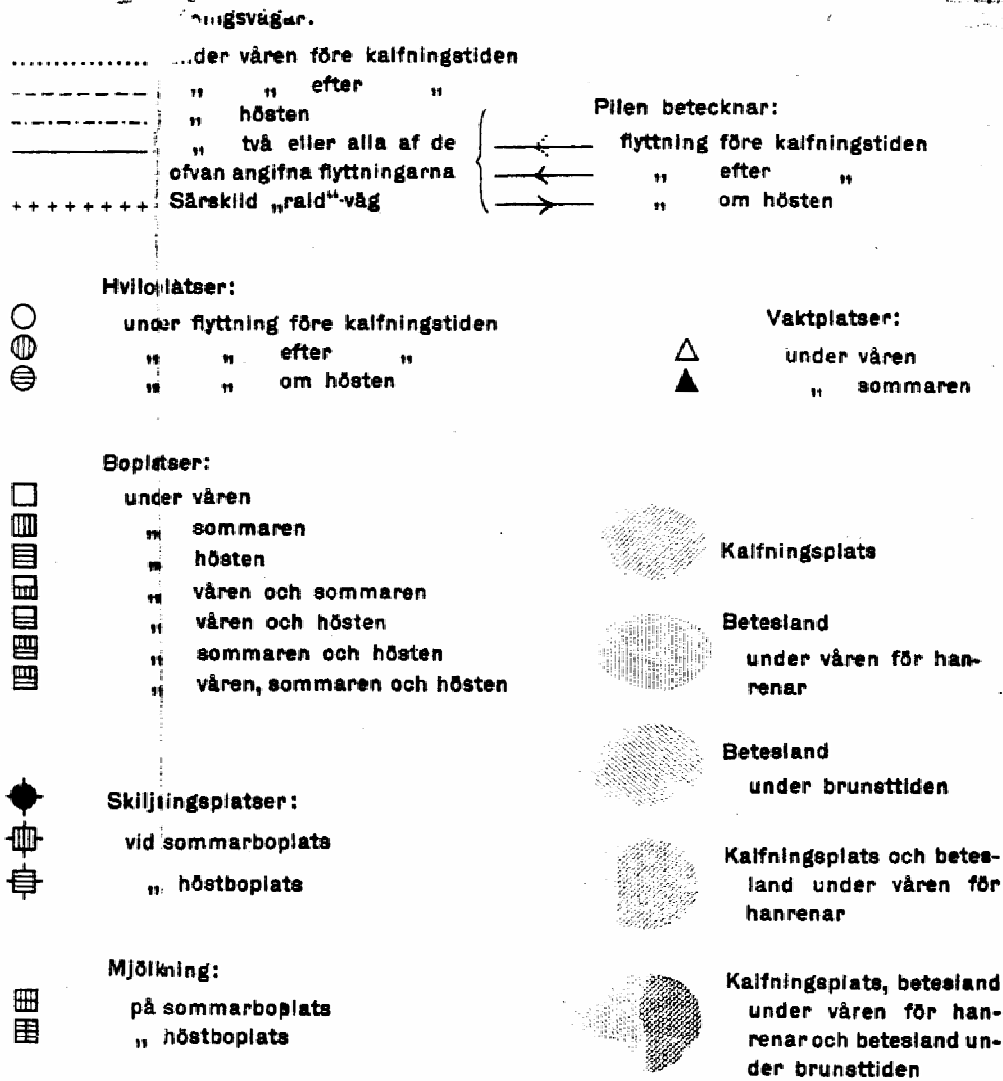 ...ngsvägar.
...der våren före kalfningstiden
„ „ efter „
„ hösten
„ två eller alla af de
ofvan angifna flyttningarna
Särskild „raid“-väg
Pilen betecknar:
flyttning före kalfningstiden
„ efter „
„ om hösten
Hviloplatser:
under flyttning före kalfningstiden
„ „ efter „
„ „ om hösten
Vaktplatser:
under våren
„ sommaren
Boplatser:
under våren
„ sommaren
„ hösten
„ våren och sommaren
„ våren och hösten
„ sommaren och hösten
„ våren, sommaren och hösten
Skiljningsplatser:
vid sommarboplats
„ höstboplats
Mjölkning:
på sommarboplats
„ höstboplats
Kalfningsplats
Betesland
under våren för han-
renar
Betesland
under brunsttiden
Kalfningsplats och betes-
land under våren för
hanrenar
Kalfningsplats, betesland
under våren för han-
renar och betesland un-
der brunsttiden